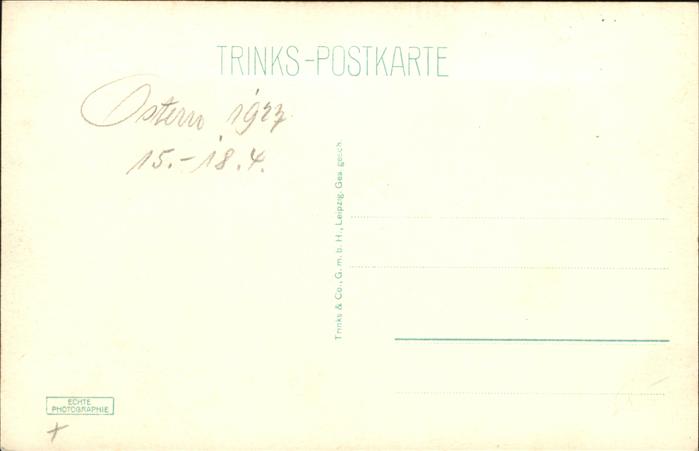 TRINKS-POSTKARTE
Ostern 1927
15.-18.4.
Trinks & Co., G. m. b. H., Leipzig. Ges. gesch.
ECHTE
PHOTOGRAPHIE